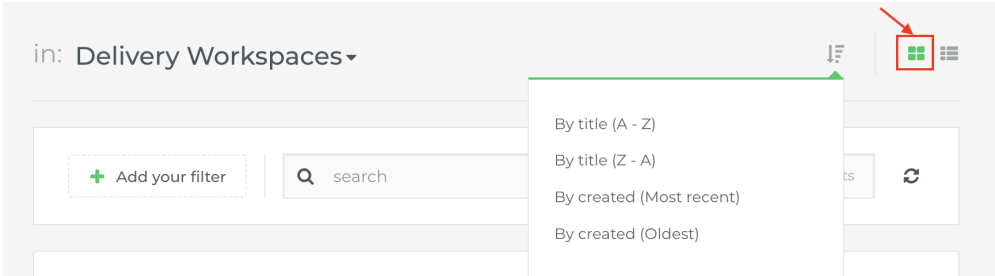 in: Delivery Workspaces
By title (A - Z)
By title (Z - A)
Add your filter
search
By created (Most recent)
By created (Oldest)